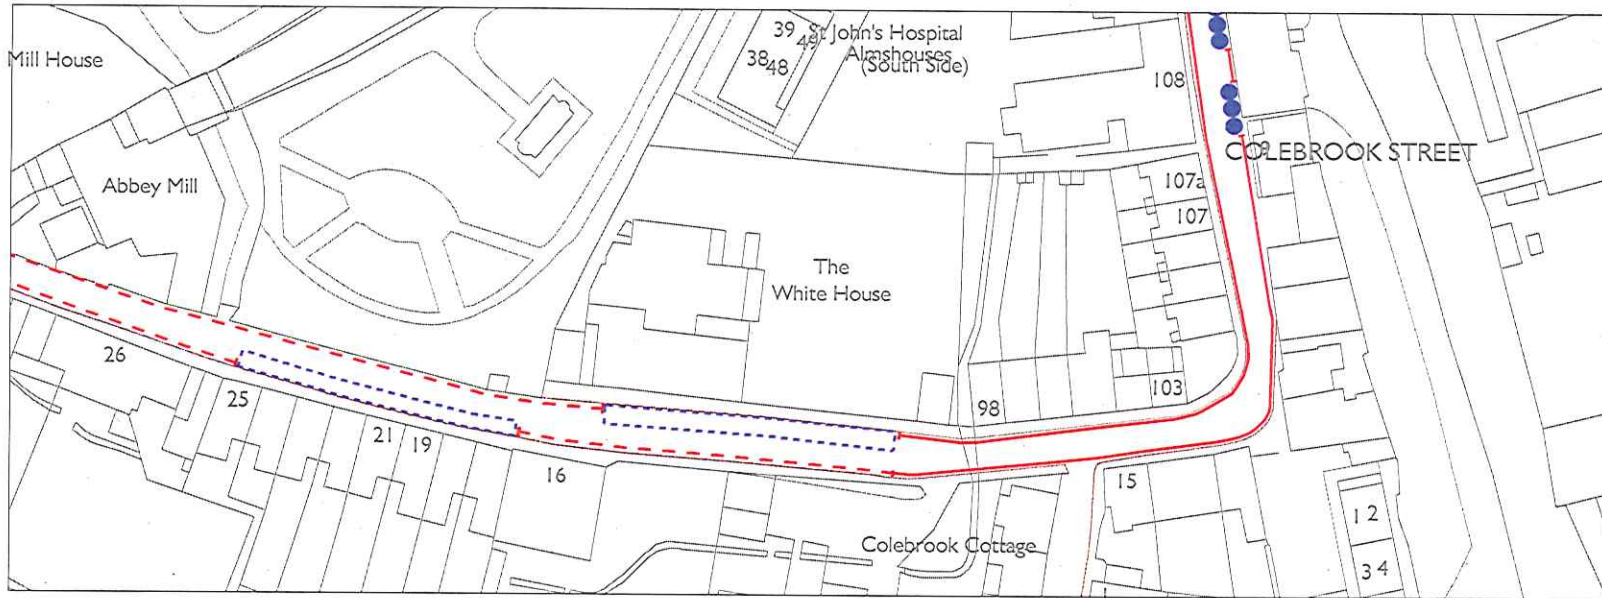 Mill House
39
49
38
48
St John's Hospital
Almshouses
(South Side)
108
9
COLEBROOK STREET
Abbey Mill
107a
107
The
White House
26
25
21
19
16
98
103
15
Colebrook Cottage
1 2
3 4